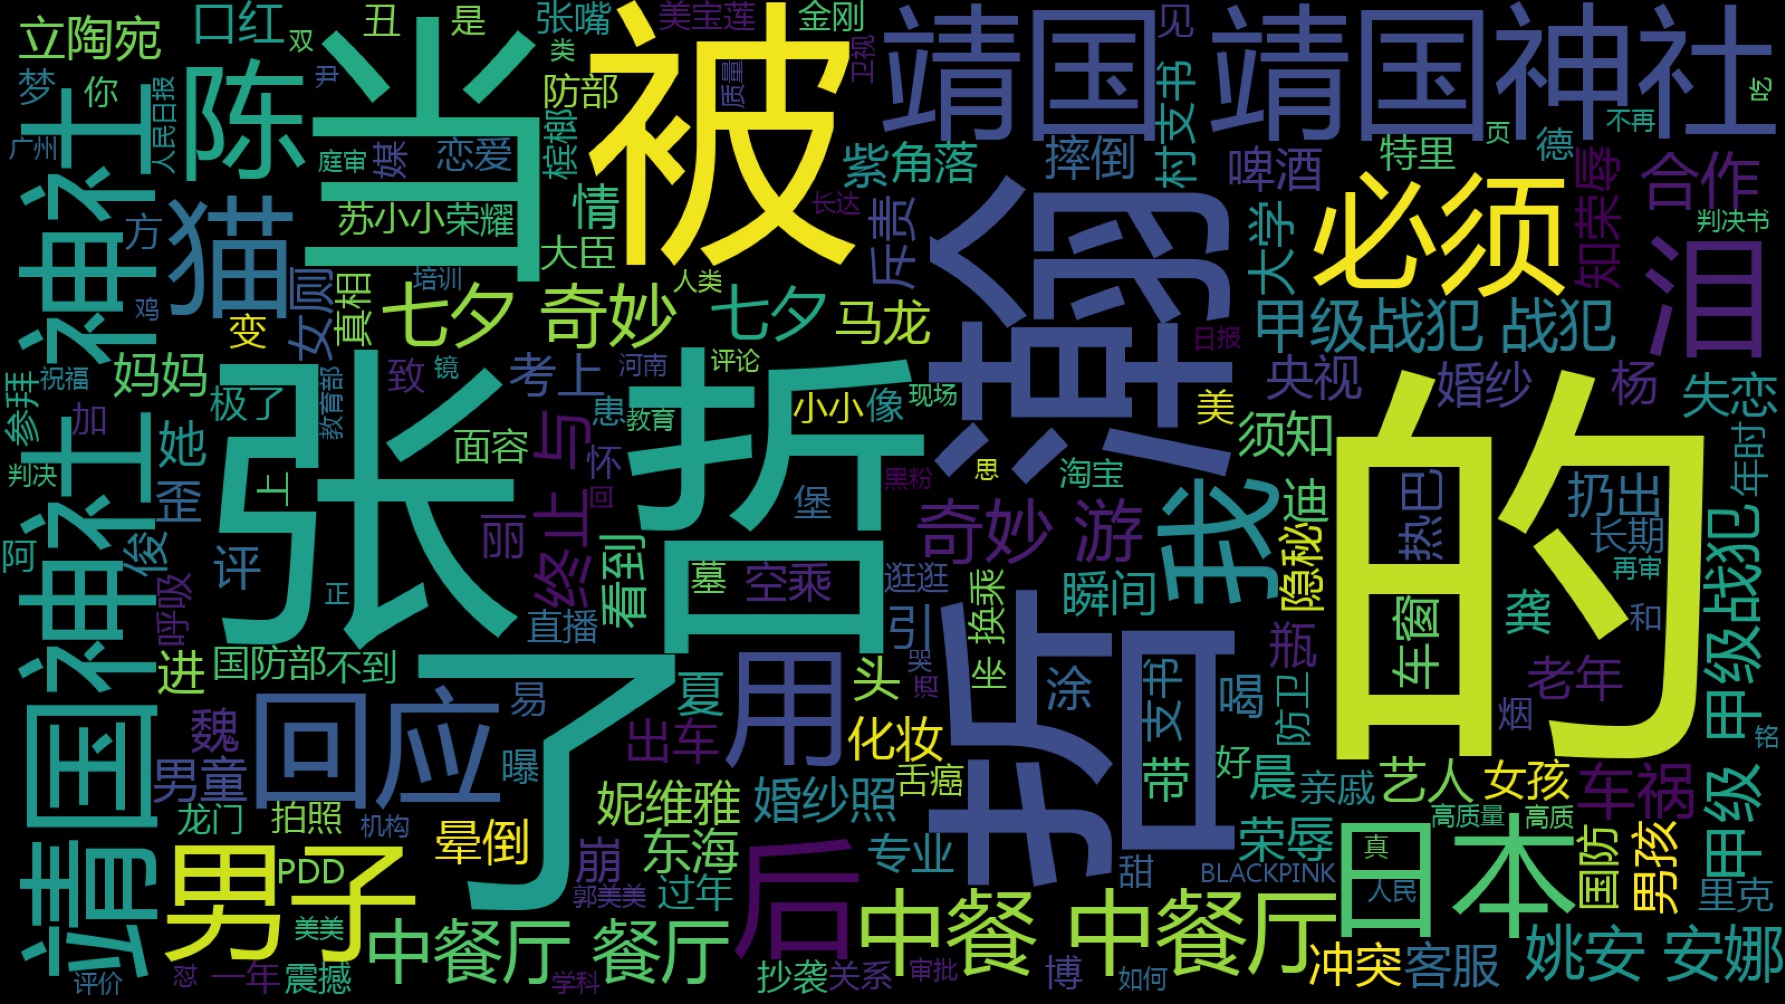 立陶宛
口红
双
丑
是
张嘴
类
美宝莲
金刚
卫视
见
靖国
靖国神社
梦
你
人民日报
陈
尹
当
防部
被
质量
村支书
吃
不再
页
德
广州
庭审
媒
恋爱
槟榔
紫角落
摔倒
啤酒
特里
知荣辱
合作
神社
猫
苏小小荣耀
情
长达
斥责
大学
必须
判决书
方
大臣
张哲瀚
泪
鸡
变
女厕
真相
培训
七夕
奇妙
人类
七夕
马龙
日报
甲级战犯 战犯
参拜
祝福
妈妈
致
镜
考上
河南
评论
央视
婚纱
杨
失恋
加
极了
教育部
患
教育
小小
像
现场
美
须知
年时
判决
她
面容
终止与
怀
回
黑粉
思
淘宝
的
热巴
扔出
歪
上
张哲
堡
奇妙 游
我
迪
隐秘
长期
阿
俊
评
正
丽
看到
墓
空乘
逛逛
换乘
瞬间
再审
甲级战犯
呼吸
直播
引
瓶
车窗
龚
和
靖国神社
进
国防部
不到
了
夏
用
头
哭
坐
涂
支书
喝
防卫
老年
烟
魏
回应
易
出车
化妆
铭
男童
曝
妮维雅
婚纱照
舌癌
带
好
晨
亲戚
艺人
女孩
车祸
甲级
龙门
拍照
机构
晕倒
崩
东海
后
专业
甜
荣辱
高质量
高质
国防
男孩
男子
PDD
郭美美
过年
BLACKPINK
日本
真
人民
里克
美美
中餐厅 餐厅
中餐 中餐厅
冲突
客服
姚安 安娜
评价
怼
一年
震撼
学科
抄袭
关系
审批
博
如何